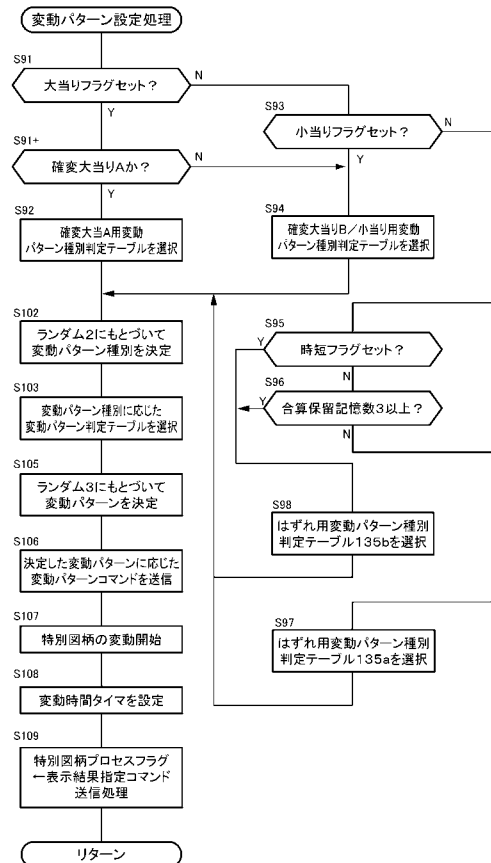 変動パターン設定処理
S91
大当りフラグセット？
N
Y
S93
小当りフラグセット？
N
Y
S91+
確変大当りAか？
N
Y
S92
確変大当A用変動
パターン種別判定テーブルを選択
S94
確変大当りB／小当り用変動
パターン種別判定テーブルを選択
S102
ランダム2にもとづいて
変動パターン種別を決定
S95
時短フラグセット？
Y
N
S103
変動パターン種別に応じた
変動パターン判定テーブルを選択
S96
合算保留記憶数3以上？
Y
N
S105
ランダム3にもとづいて
変動パターンを決定
S98
はずれ用変動パターン種別
判定テーブル135bを選択
S106
決定した変動パターンに応じた
変動パターンコマンドを送信
S107
特別図柄の変動開始
S97
はずれ用変動パターン種別
判定テーブル135aを選択
S108
変動時間タイマを設定
S109
特別図柄プロセスフラグ
←表示結果指定コマンド
送信処理
リターン